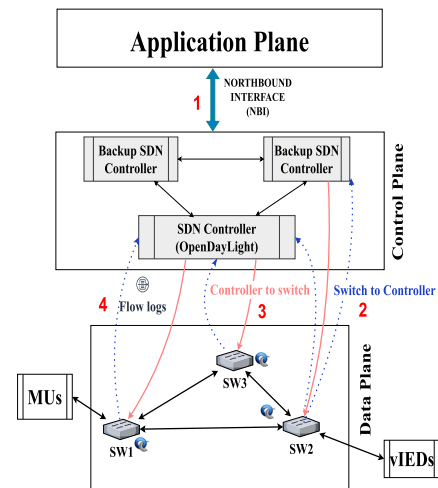 Application Plane
1
NORTHBOUND
INTERFACE
(NBI)
Backup SDN
Controller
Backup SDN
Controller
SDN Controller
(OpenDayLight)
Control Plane
4
Flow logs
Controller to switch
3
Switch to Controller
2
SW3
MUs
SW1
SW2
vIEDs
Data Plane